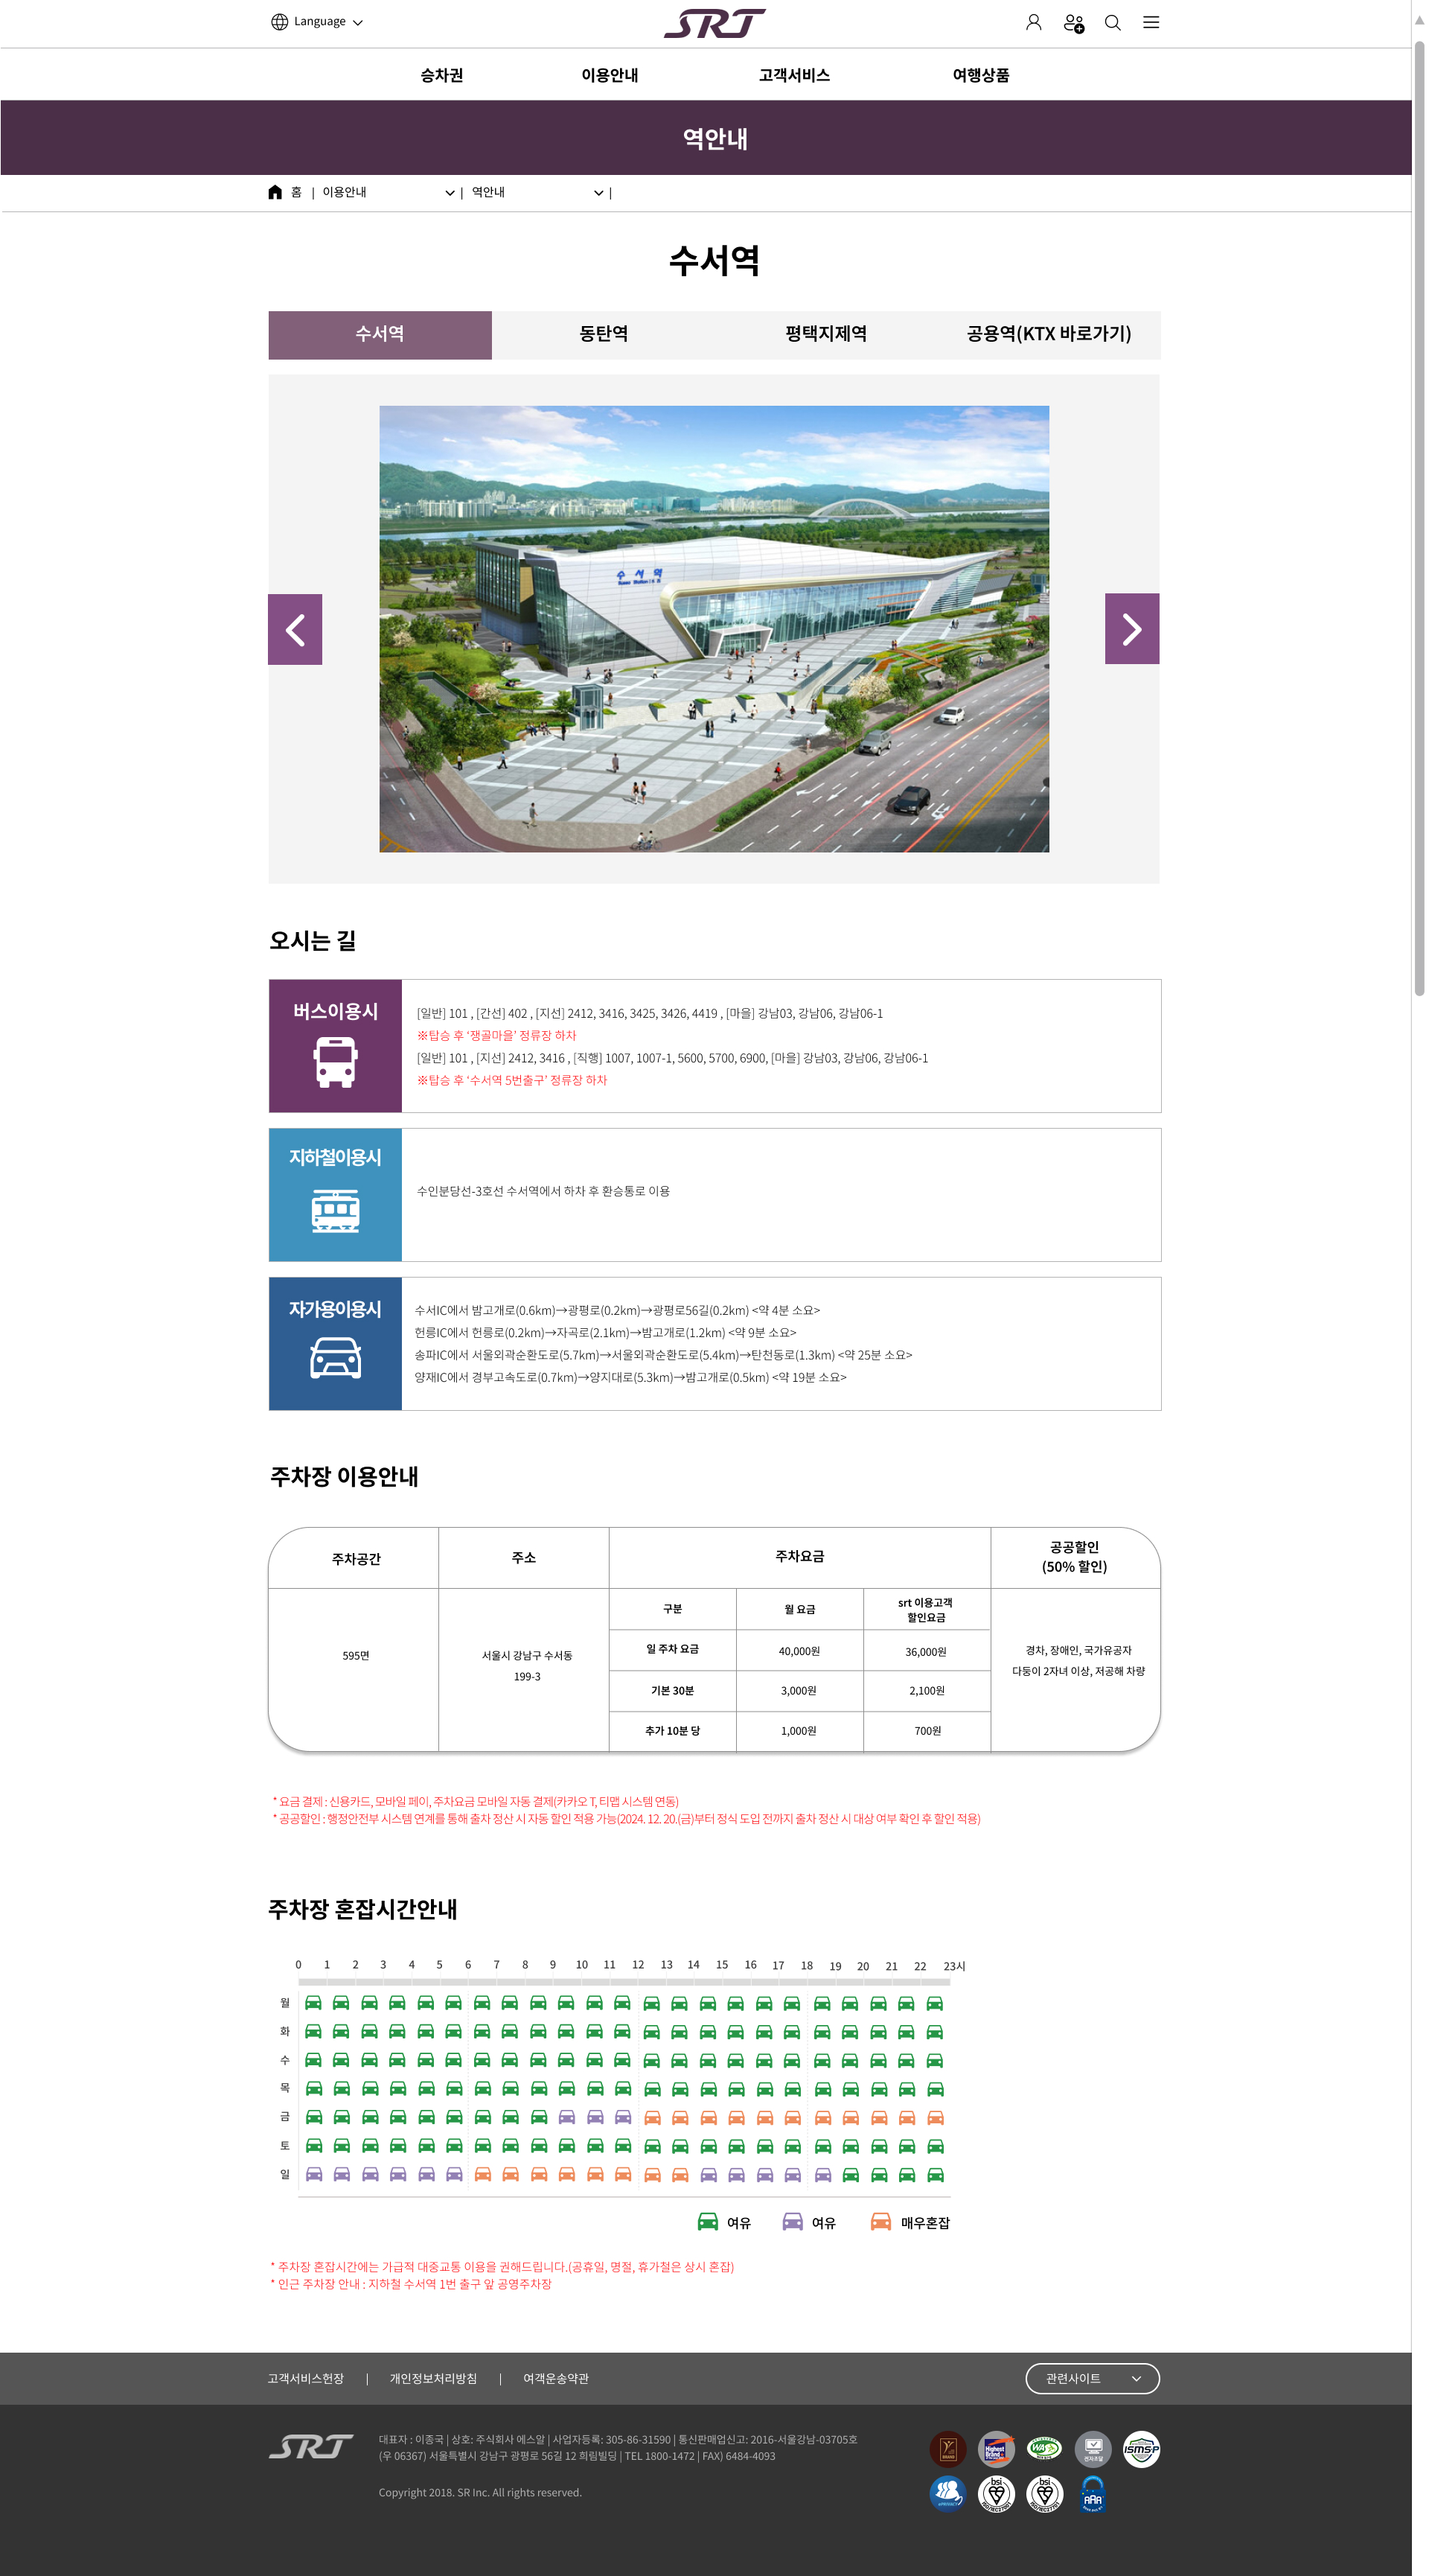 Language
SRT
승차권 이용안내 고객서비스 여행상품
역안내
홈 | 이용안내 | 역안내 |
수서역
수서역 동탄역 평택지제역 공용역(KTX 바로가기)
수서역
오시는 길
버스이용시
[일반] 101 , [간선] 402 , [지선] 2412, 3416, 3425, 3426, 4419 , [마을] 강남03, 강남06, 강남06-1
※탑승 후 ‘쟁골마을’ 정류장 하차
[일반] 101 , [지선] 2412, 3416 , [직행] 1007, 1007-1, 5600, 5700, 6900, [마을] 강남03, 강남06, 강남06-1
※탑승 후 ‘수서역 5번출구’ 정류장 하차
지하철이용시
수인분당선-3호선 수서역에서 하차 후 환승통로 이용
자가용이용시
수서IC에서 밤고개로(0.6km)→광평로(0.2km)→광평로56길(0.2km) <약 4분 소요>
헌릉IC에서 헌릉로(0.2km)→자곡로(2.1km)→밤고개로(1.2km) <약 9분 소요>
송파IC에서 서울외곽순환도로(5.7km)→서울외곽순환도로(5.4km)→탄천동로(1.3km) <약 25분 소요>
양재IC에서 경부고속도로(0.7km)→양지대로(5.3km)→밤고개로(0.5km) <약 19분 소요>
주차장 이용안내
주차공간 주소 주차요금 공공할인
(50% 할인)
구분 월 요금 srt 이용고객
할인요금
595면
서울시 강남구 수서동
199-3
일 주차 요금 40,000원 36,000원
기본 30분 3,000원 2,100원
추가 10분 당 1,000원 700원
경차, 장애인, 국가유공자
다둥이 2자녀 이상, 저공해 차량
* 요금 결제 : 신용카드, 모바일 페이, 주차요금 모바일 자동 결제(카카오 T, 티맵 시스템 연동)
* 공공할인 : 행정안전부 시스템 연계를 통해 출차 정산 시 자동 할인 적용 가능(2024. 12. 20.(금)부터 정식 도입 전까지 출차 정산 시 대상 여부 확인 후 할인 적용)
주차장 혼잡시간안내
0 1 2 3 4 5 6 7 8 9 10 11 12 13 14 15 16 17 18 19 20 21 22 23시
월
화
수
목
금
토
일
여유 여유 매우혼잡
* 주차장 혼잡시간에는 가급적 대중교통 이용을 권해드립니다.(공휴일, 명절, 휴가철은 상시 혼잡)
* 인근 주차장 안내 : 지하철 수서역 1번 출구 앞 공영주차장
고객서비스헌장 | 개인정보처리방침 | 여객운송약관
관련사이트
SRT
대표자 : 이종국 | 상호: 주식회사 에스알 | 사업자등록: 305-86-31590 | 통신판매업신고: 2016-서울강남-03705호
(우 06367) 서울특별시 강남구 광평로 56길 12 희림빌딩 | TEL 1800-1472 | FAX) 6484-4093
Copyright 2018. SR Inc. All rights reserved.
Highest Brand
WA
ISMS-P
bsi
bsi